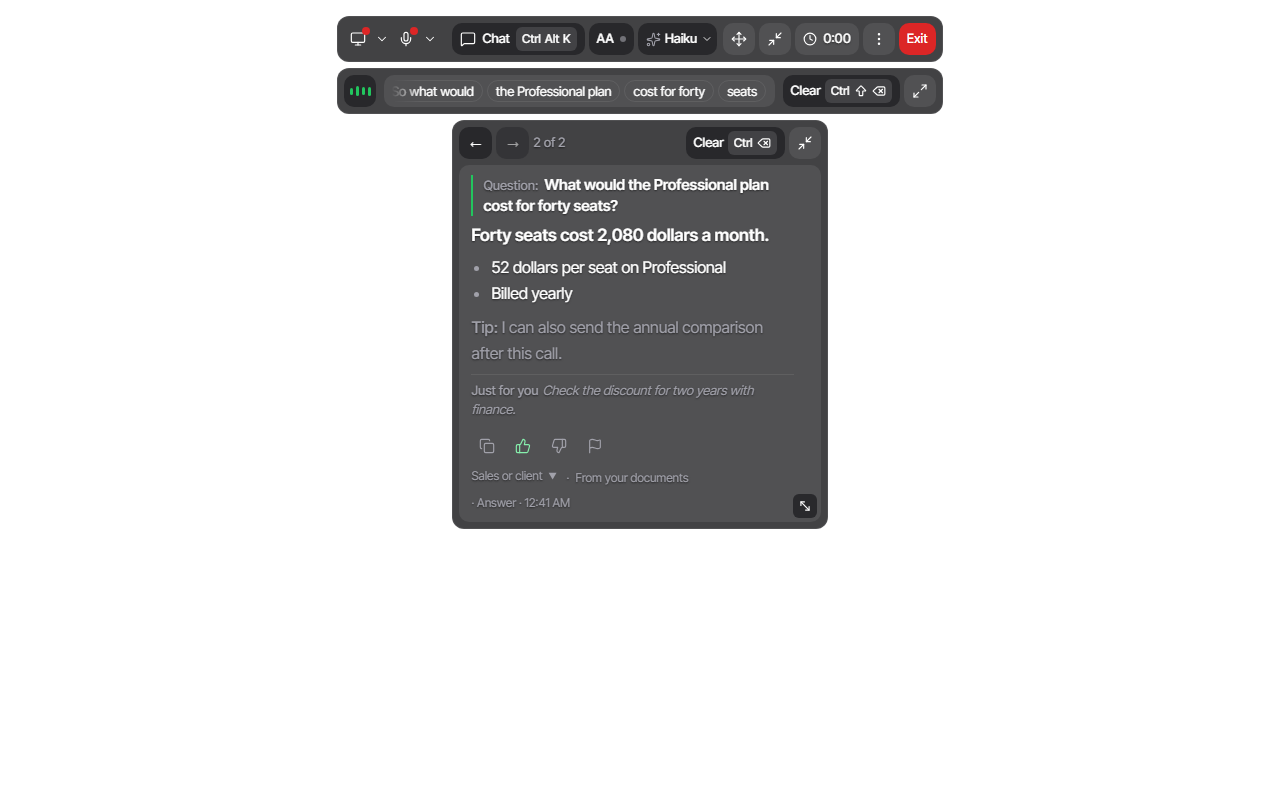 Chat Ctrl Alt K AA Haiku 0:00 Exit
So what would the Professional plan cost for forty seats Clear Ctrl
← → 2 of 2 Clear Ctrl
Question: What would the Professional plan
cost for forty seats?
Forty seats cost 2,080 dollars a month.
• 52 dollars per seat on Professional
• Billed yearly
Tip: I can also send the annual comparison
after this call.
Just for you Check the discount for two years with
finance.
Sales or client ▼ · From your documents
· Answer · 12:41 AM